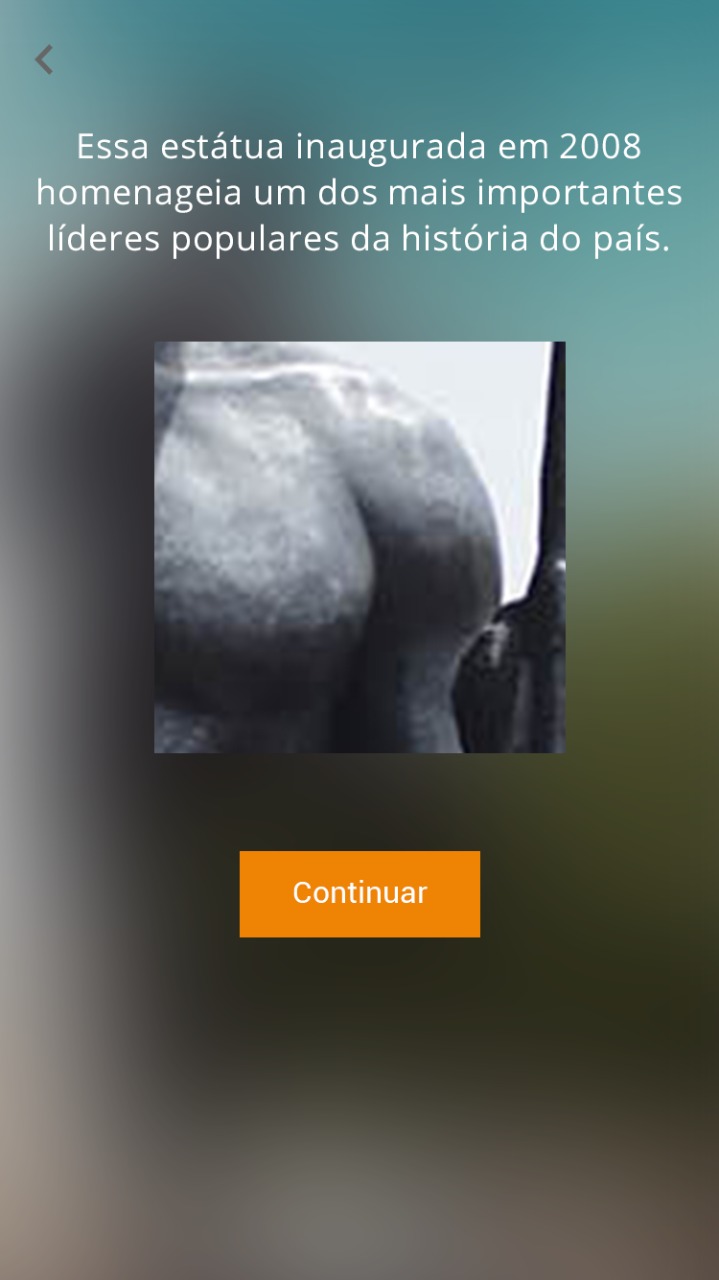 Essa estátua inaugurada em 2008
homenageia um dos mais importantes
líderes populares da história do país.
Continuar